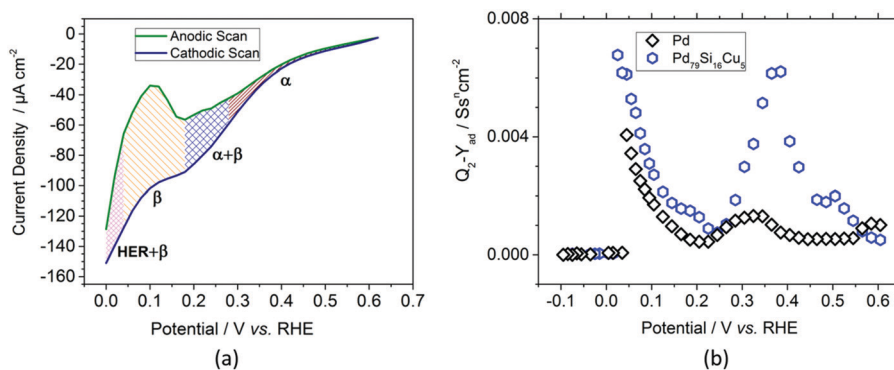 0
-20
-40
-60
-80
-100
-120
-140
-160
0.0 0.1 0.2 0.3 0.4 0.5 0.6 0.7
Current Density / µA cm⁻²
Potential / V vs. RHE
Anodic Scan
Cathodic Scan
α
α+β
β
HER+β
(a)
0.008
0.004
0.000
-0.1 0.0 0.1 0.2 0.3 0.4 0.5 0.6
Q₂-Yad / Ssⁿcm⁻²
Potential / V vs. RHE
Pd
Pd₇₉Si₁₆Cu₅
(b)